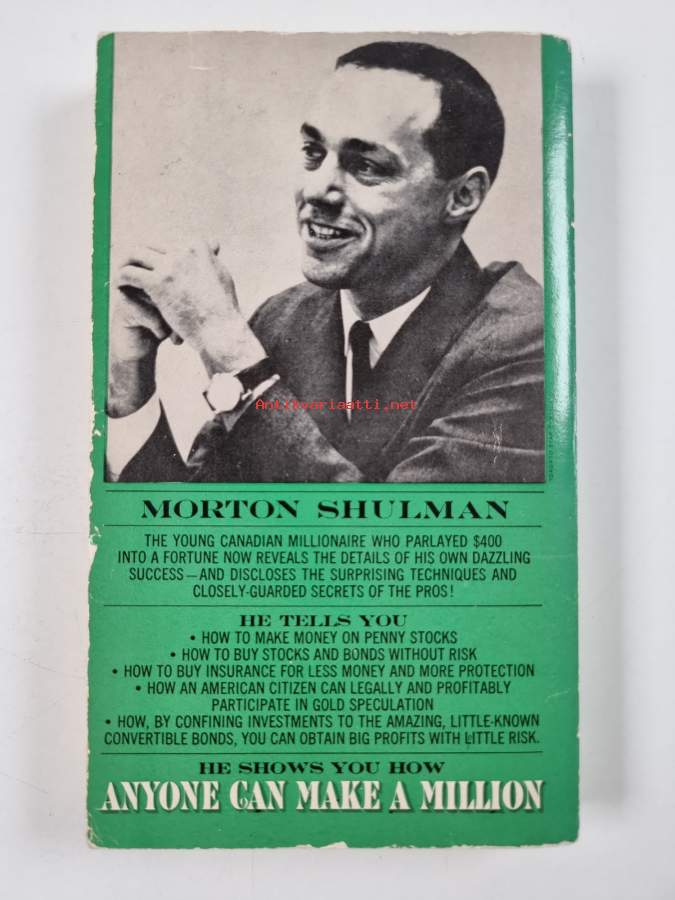 Antikvariaatti.net
MORTON SHULMAN
THE YOUNG CANADIAN MILLIONAIRE WHO PARLAYED $400
INTO A FORTUNE NOW REVEALS THE DETAILS OF HIS OWN DAZZLING
SUCCESS—AND DISCLOSES THE SURPRISING TECHNIQUES AND
CLOSELY-GUARDED SECRETS OF THE PROS!
HE TELLS YOU
• HOW TO MAKE MONEY ON PENNY STOCKS
• HOW TO BUY STOCKS AND BONDS WITHOUT RISK
• HOW TO BUY INSURANCE FOR LESS MONEY AND MORE PROTECTION
• HOW AN AMERICAN CITIZEN CAN LEGALLY AND PROFITABLY
PARTICIPATE IN GOLD SPECULATION
• HOW, BY CONFINING INVESTMENTS TO THE AMAZING, LITTLE-KNOWN
CONVERTIBLE BONDS, YOU CAN OBTAIN BIG PROFITS WITH LITTLE RISK.
HE SHOWS YOU HOW
ANYONE CAN MAKE A MILLION